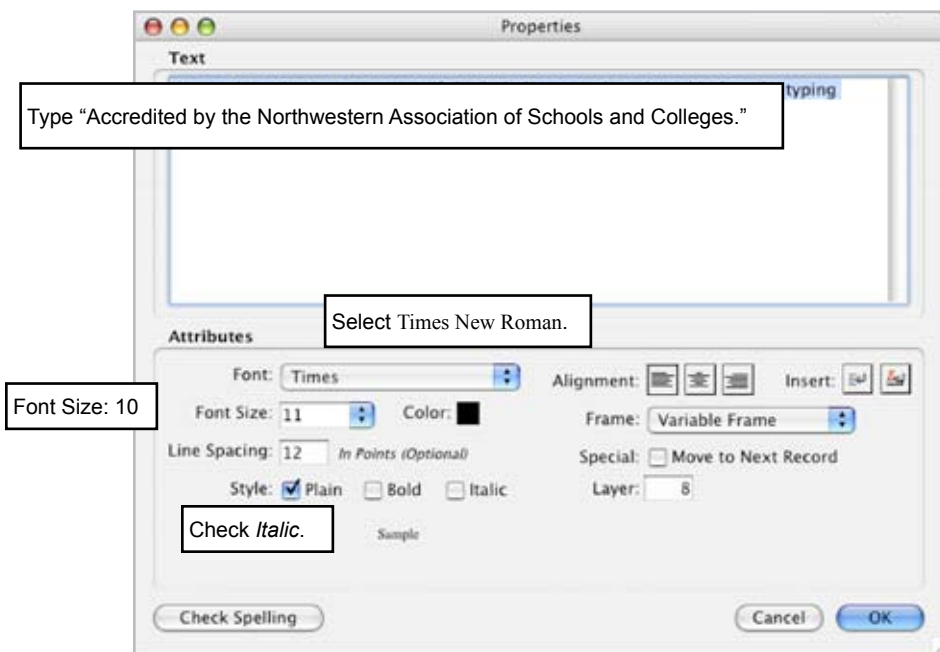 Properties
Text
typing
Type “Accredited by the Northwestern Association of Schools and Colleges.”
Select Times New Roman.
Attributes
Font: Times
Alignment:
Insert:
Font Size: 10
Font Size: 11
Color:
Frame: Variable Frame
Line Spacing: 12 In Points (Optional)
Special: Move to Next Record
Style: Plain Bold Italic
Layer: 8
Check Italic.
Sample
Check Spelling
Cancel
OK